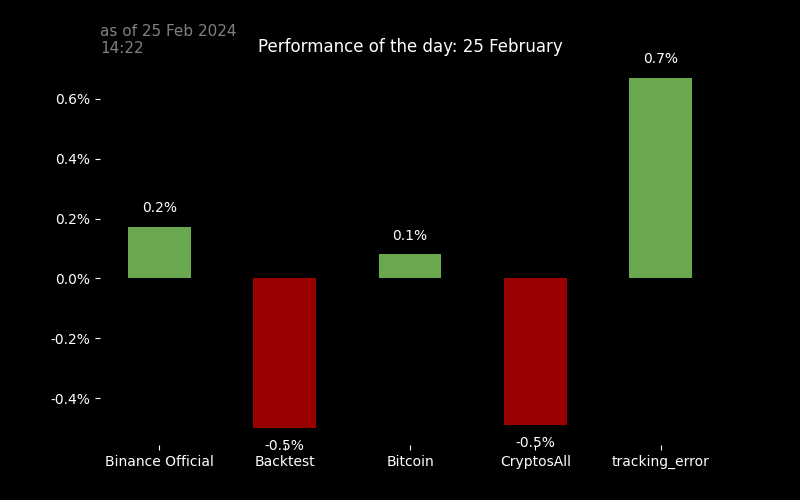 as of 25 Feb 2024
14:22
Performance of the day: 25 February
0.7%
0.6%
0.4%
0.2%
0.2%
0.1%
0.0%
-0.2%
-0.4%
-0.5%
-0.5%
Binance Official
Backtest
Bitcoin
CryptosAll
tracking_error